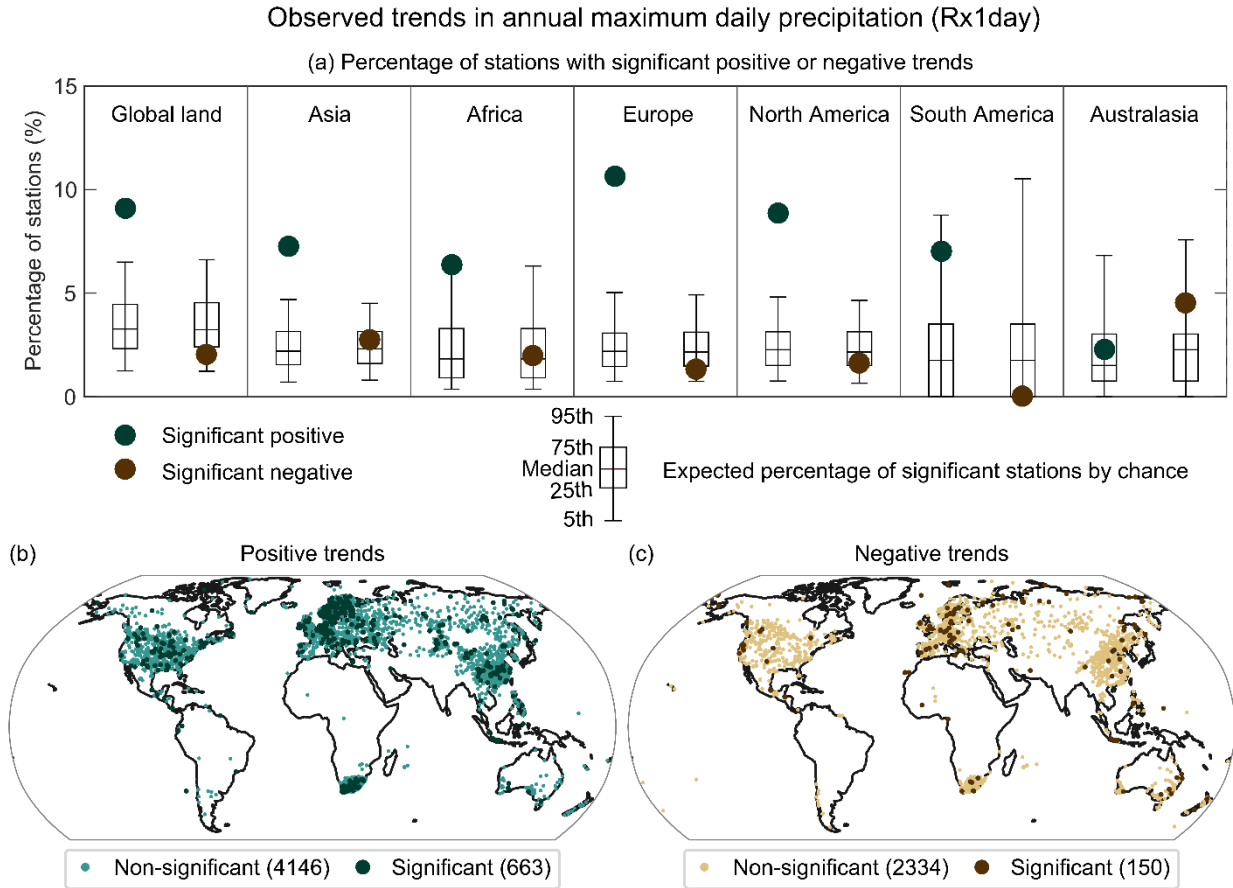 Observed trends in annual maximum daily precipitation (Rx1day)
(a) Percentage of stations with significant positive or negative trends
Percentage of stations (%)
15
10
5
0
Global land
Asia
Africa
Europe
North America
South America
Australasia
Significant positive
Significant negative
95th
75th
Median
25th
5th
Expected percentage of significant stations by chance
(b)
Positive trends
Non-significant (4146)
Significant (663)
(c)
Negative trends
Non-significant (2334)
Significant (150)